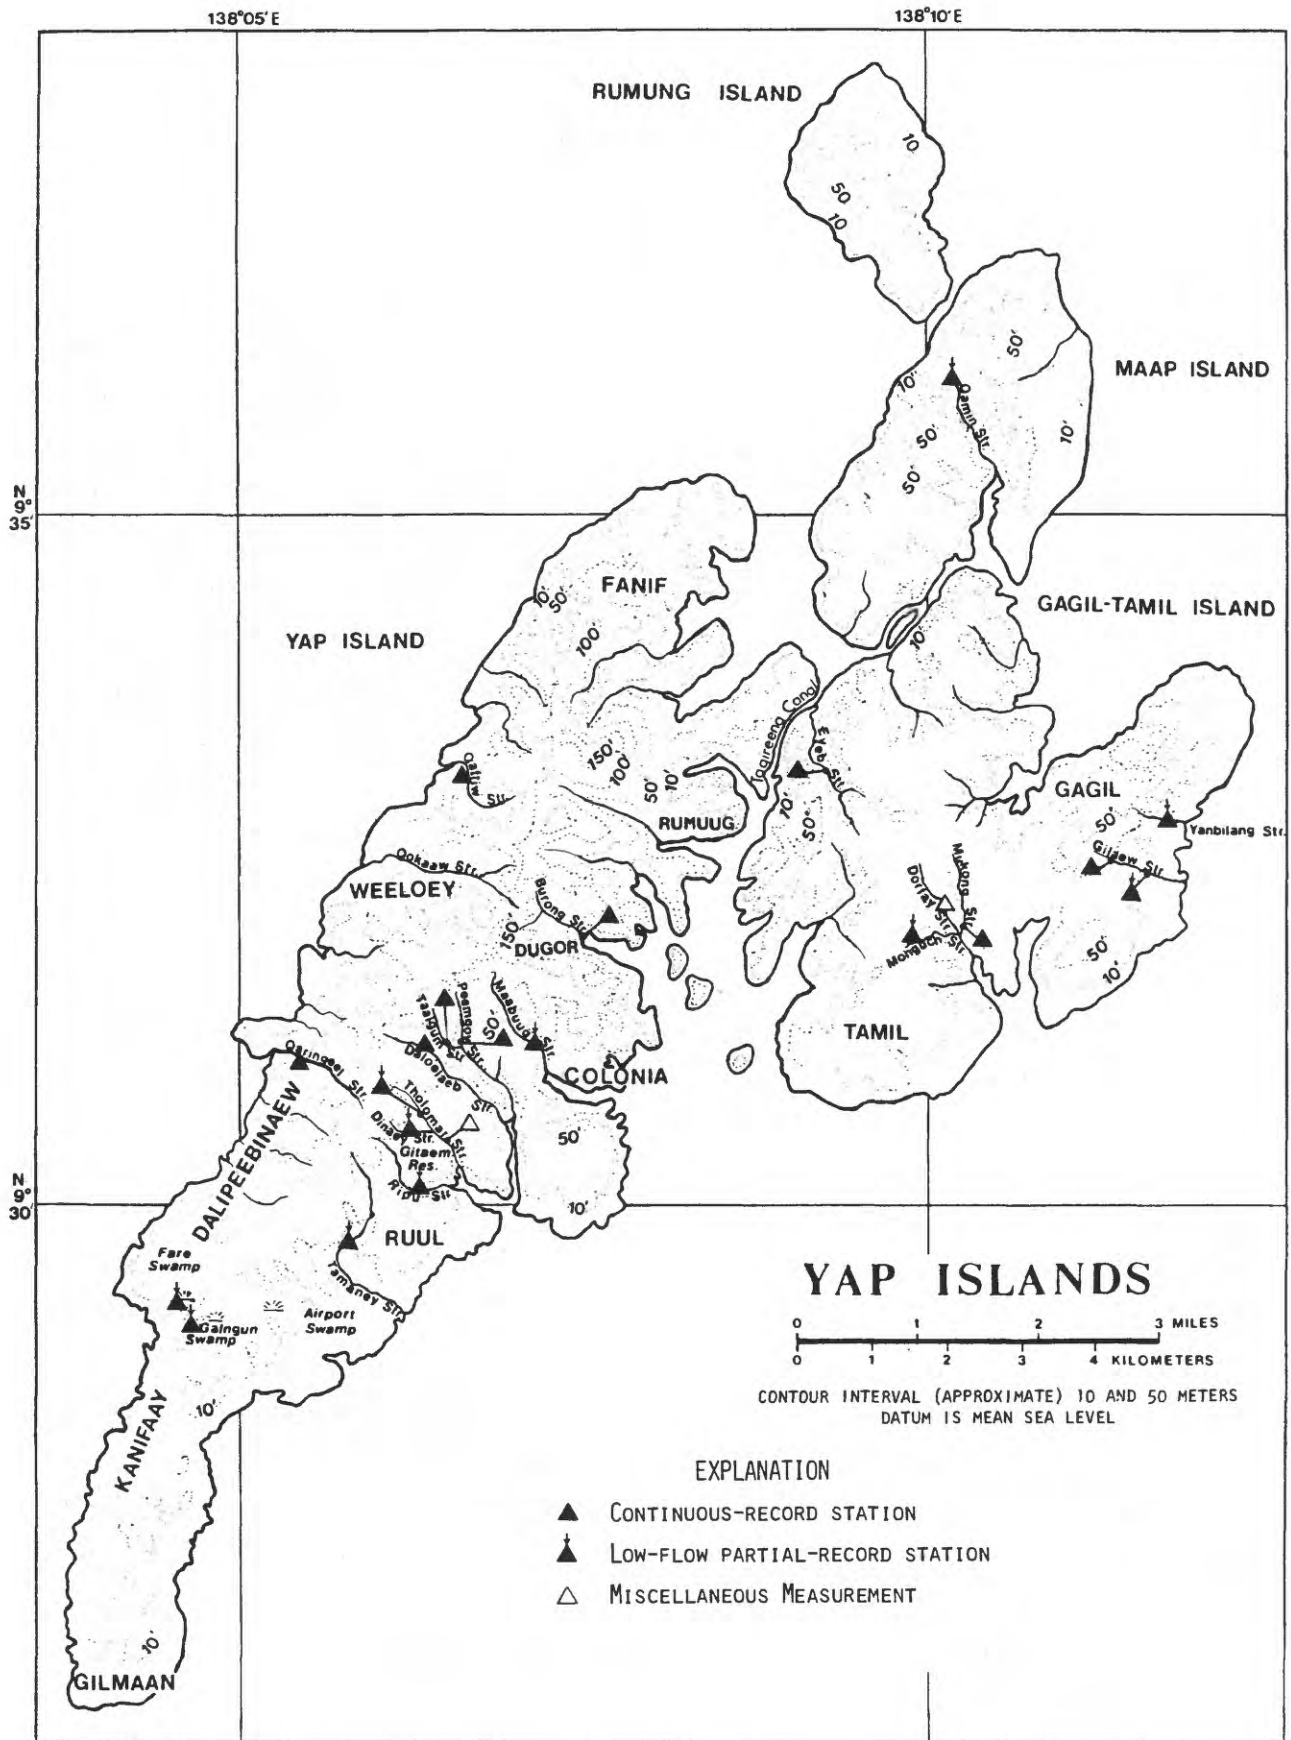 138°05'E
138°10'E
RUMUNG ISLAND
10
50
10
MAAP ISLAND
50'
10'
Qamin Str.
50'
50'
10'
N
9°
35'
FANIF
10'
50'
100'
GAGIL-TAMIL ISLAND
10'
YAP ISLAND
Tagireeng Canal
Eyeb Str.
150'
100'
50'
10'
RUMUUG
10'
50°
GAGIL
50'
Yanbilang Str.
Gilaew Str.
Str.
Qokaaw Str.
WEELOEY
Burong Str.
150'
DUGOR
Mukong Str.
Dorfay Str.
Str.
Monguch
50'
10'
TAMIL
Peemgoy Str.
Taalgum Str.
50'
Maabuug Str.
Daloelaeb Str.
COLONIA
Qaringeel Str.
Tholomar Str.
Dinaey Str.
Gitaem
Res.
50'
10'
Ripu Str
DALIPEEBINAEW
N
9°
30'
RUUL
Fare
Swamp
Tamaney Str.
Galngun
Swamp
Airport
Swamp
KANIFAAY
10'
10'
GILMAAN
YAP ISLANDS
0 1 2 3 MILES
0 1 2 3 4 KILOMETERS
CONTOUR INTERVAL (APPROXIMATE) 10 AND 50 METERS
DATUM IS MEAN SEA LEVEL
EXPLANATION
CONTINUOUS-RECORD STATION
LOW-FLOW PARTIAL-RECORD STATION
MISCELLANEOUS MEASUREMENT